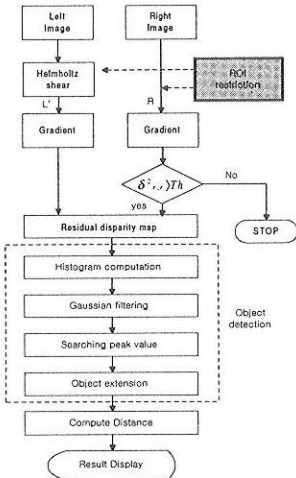 Left
Image
Right
Image
Helmholtz
shear
ROI
restriction
L'
R
Gradient
Gradient
No
yes
STOP
Residual disparity map
Histogram computation
Gaussian filtering
Object
detection
Searching peak value
Object extension
Compute Distance
Result Display